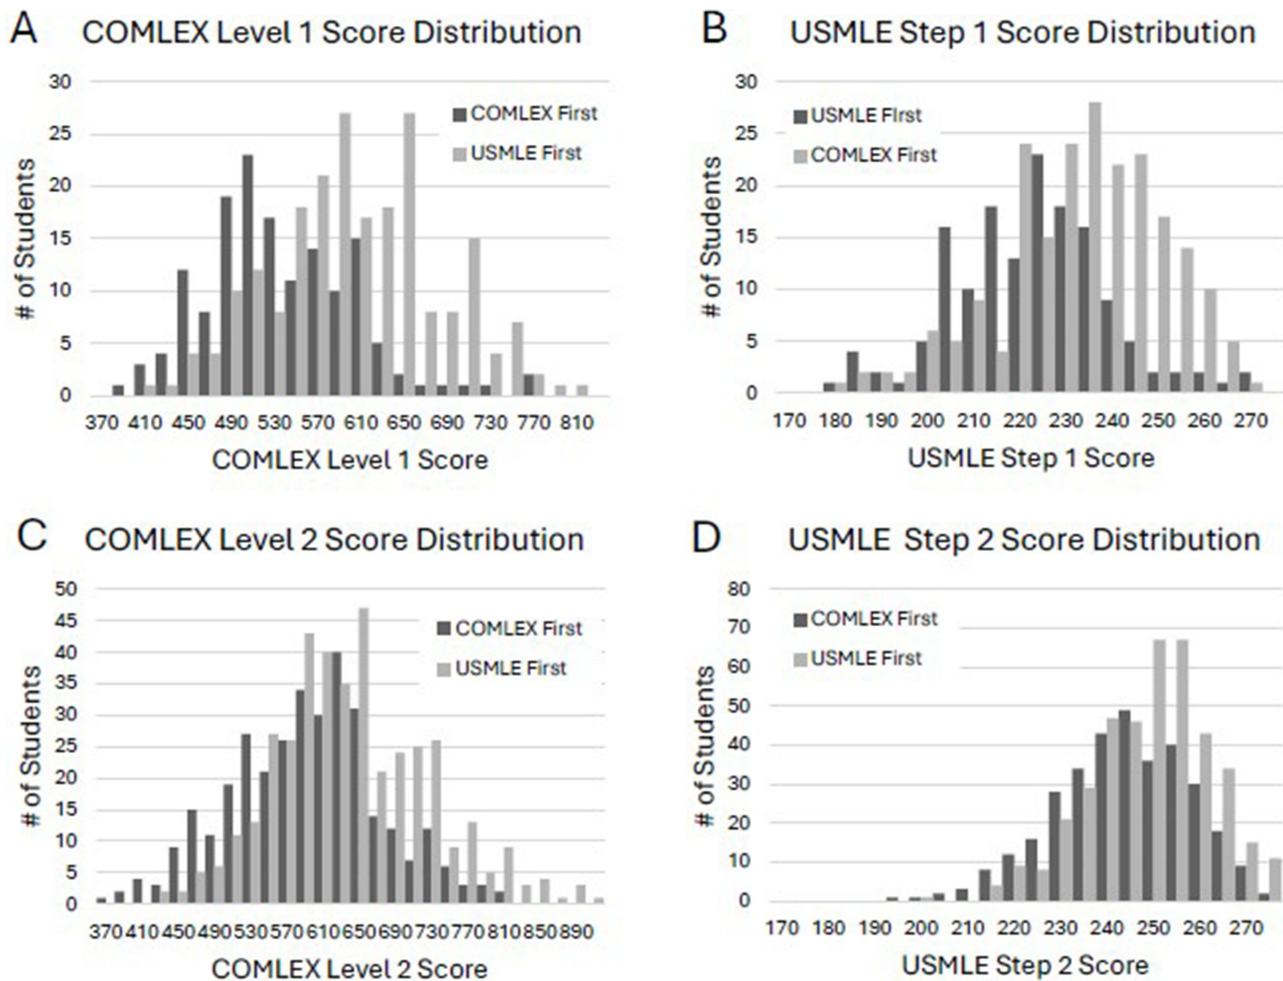 A COMLEX Level 1 Score Distribution
30
25
20
15
10
5
0
# of Students
COMLEX First
USMLE First
370 410 450 490 530 570 610 650 690 730 770 810
COMLEX Level 1 Score
B USMLE Step 1 Score Distribution
30
25
20
15
10
5
0
# of Students
USMLE FIrst
COMLEX First
170 180 190 200 210 220 230 240 250 260 270
USMLE Step 1 Score
C COMLEX Level 2 Score Distribution
50
45
40
35
30
25
20
15
10
5
0
# of Students
COMLEX First
USMLE First
370 410 450 490 530 570 610 650 690 730 770 810 850 890
COMLEX Level 2 Score
D USMLE Step 2 Score Distribution
80
70
60
50
40
30
20
10
0
# of Students
COMLEX First
USMLE First
170 180 190 200 210 220 230 240 250 260 270
USMLE Step 2 Score